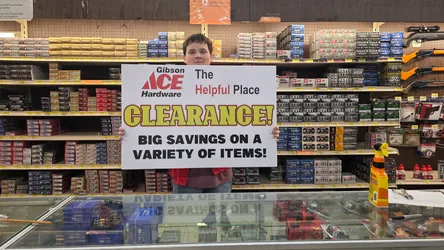 Gibson
ACE
Hardware
The
Helpful Place
CLEARANCE!
BIG SAVINGS ON A
VARIETY OF ITEMS!